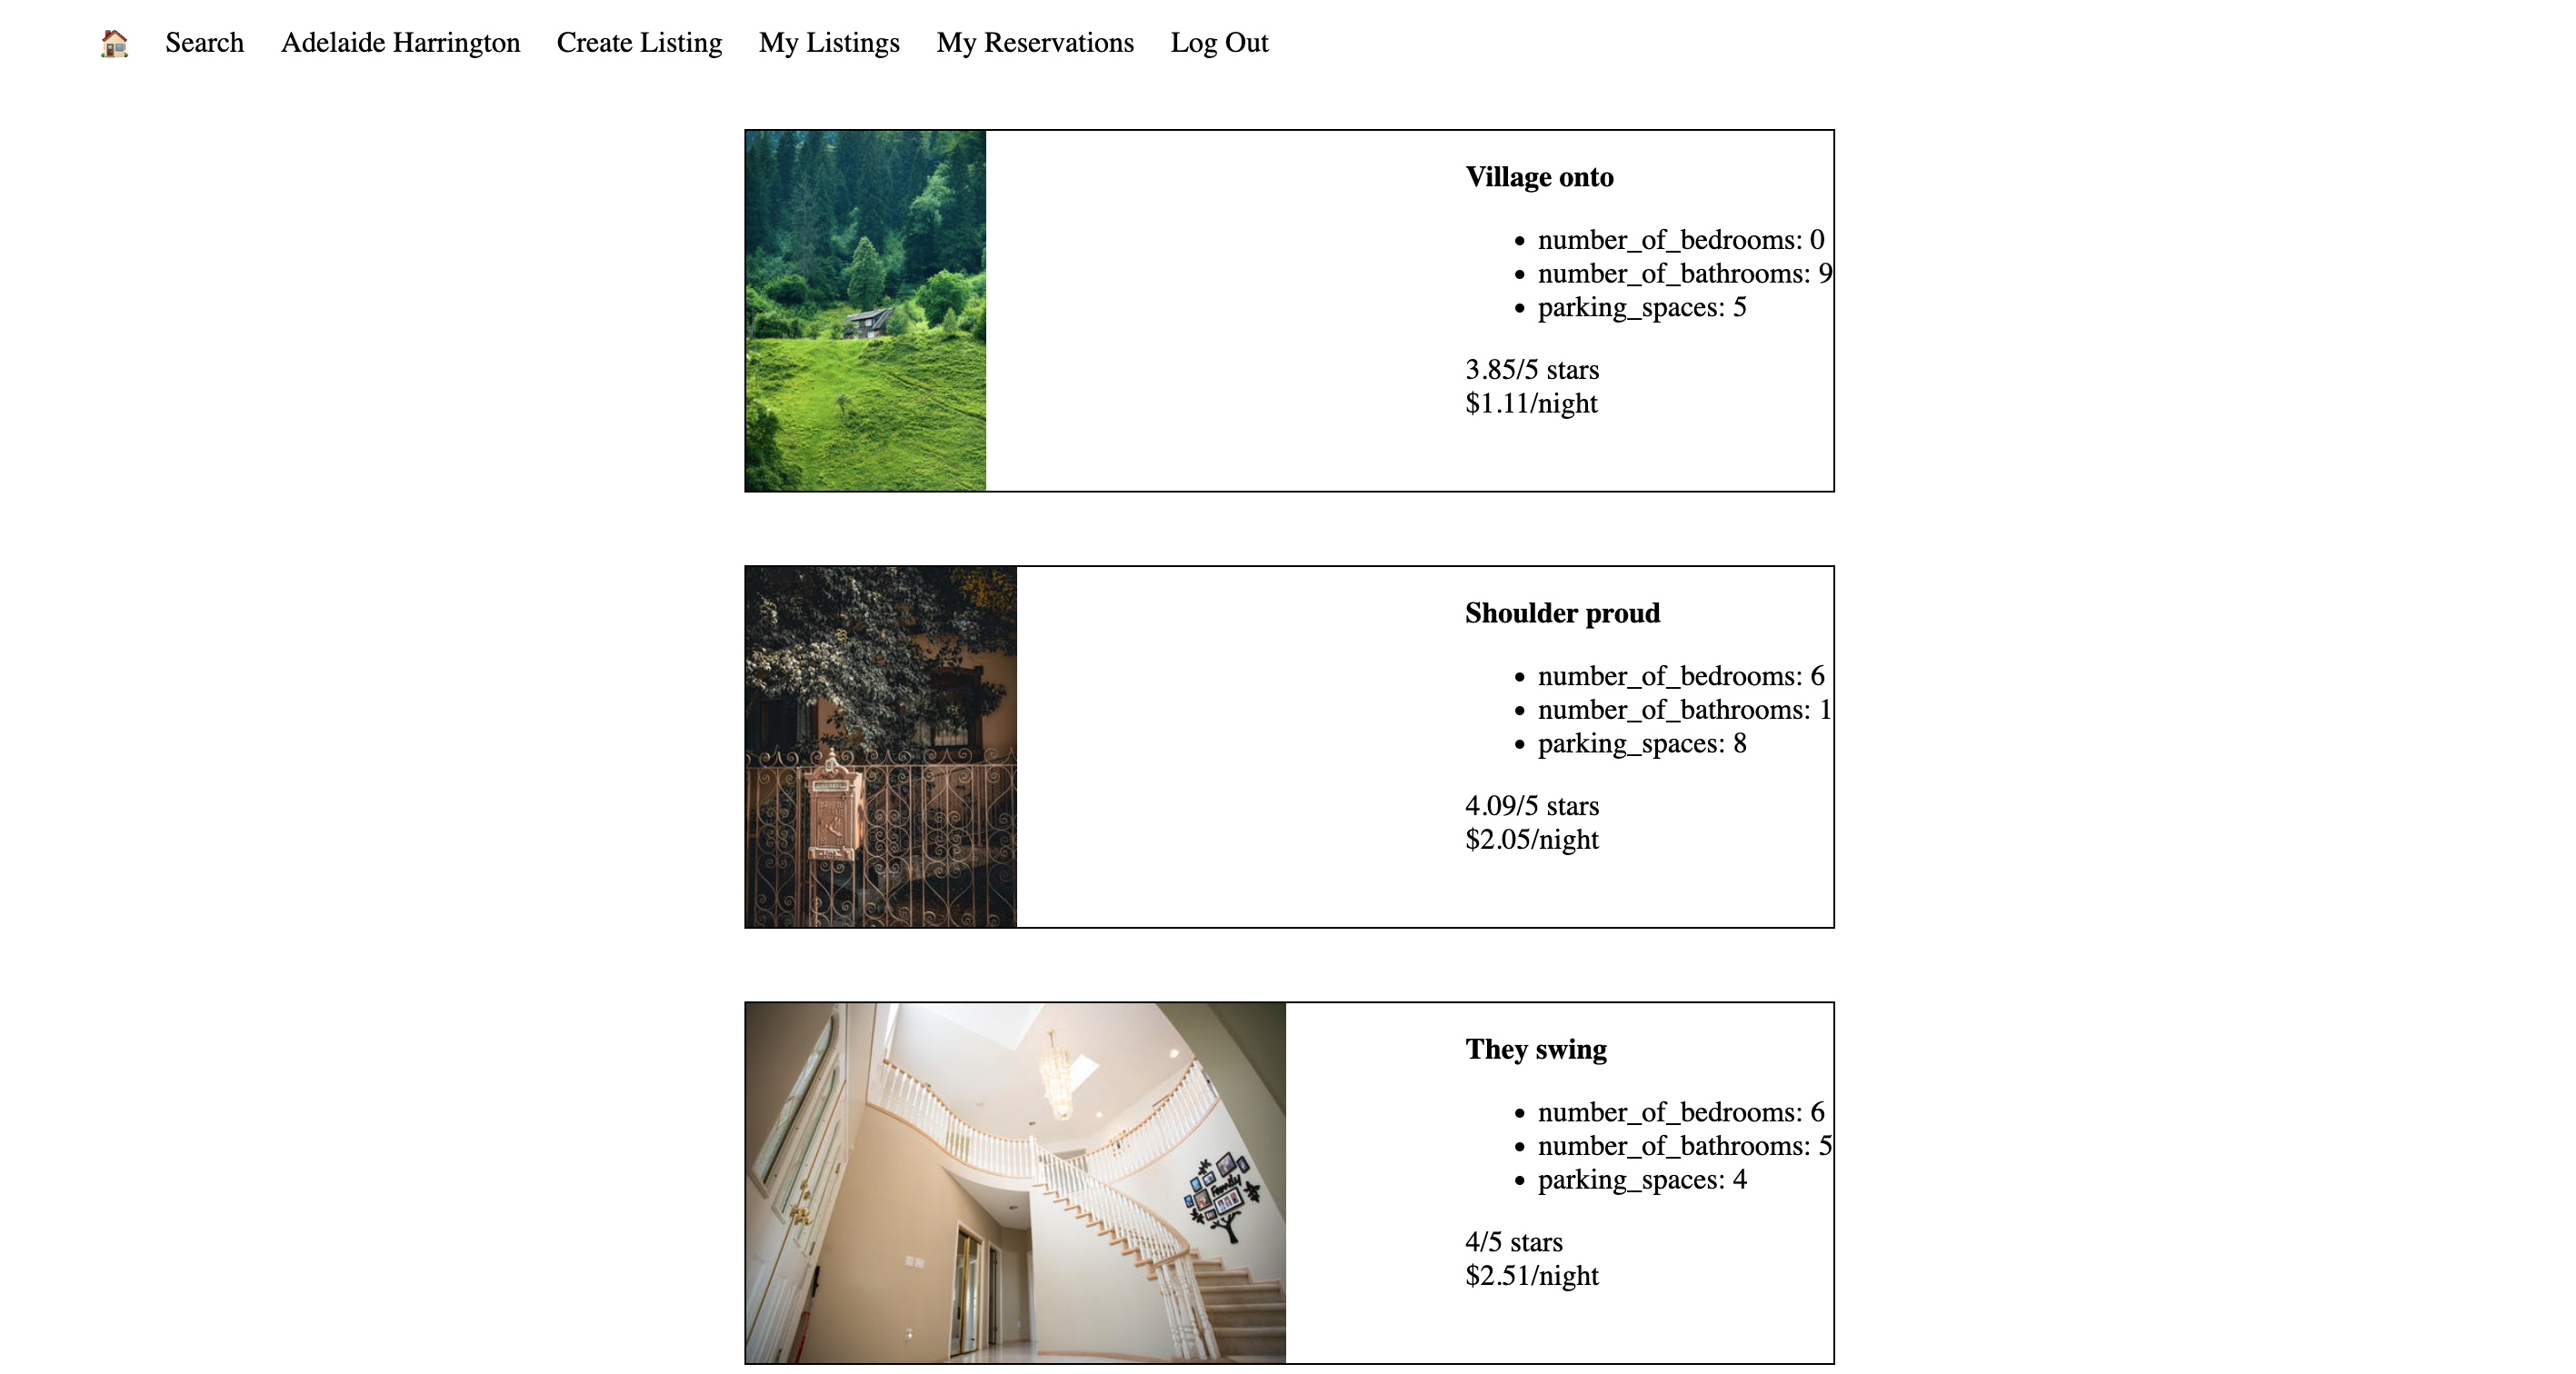 Search Adelaide Harrington Create Listing My Listings My Reservations Log Out
Village onto
number_of_bedrooms: 0
number_of_bathrooms: 9
parking_spaces: 5
3.85/5 stars
$1.11/night
Shoulder proud
number_of_bedrooms: 6
number_of_bathrooms: 1
parking_spaces: 8
4.09/5 stars
$2.05/night
They swing
number_of_bedrooms: 6
number_of_bathrooms: 5
parking_spaces: 4
4/5 stars
$2.51/night
Family